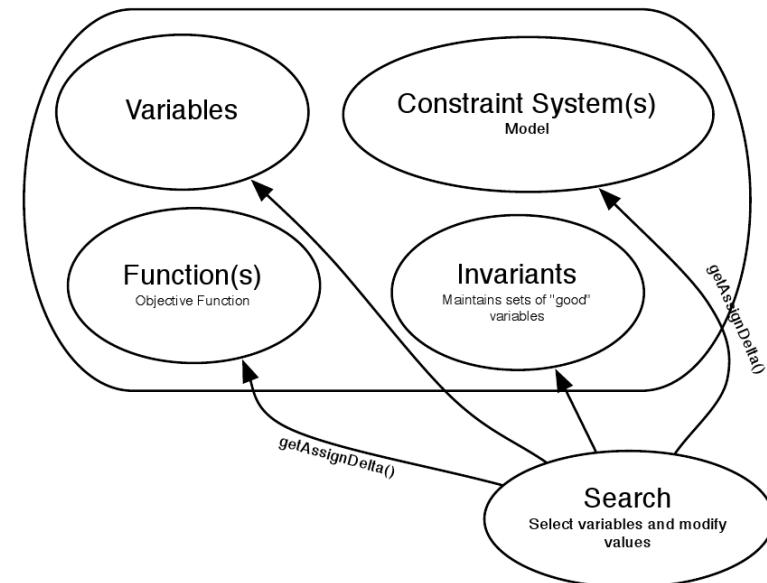 Variables
Constraint System(s)
Model
Function(s)
Objective Function
Invariants
Maintains sets of "good"
variables
getAssignDelta()
getAssignDelta()
Search
Select variables and modify
values